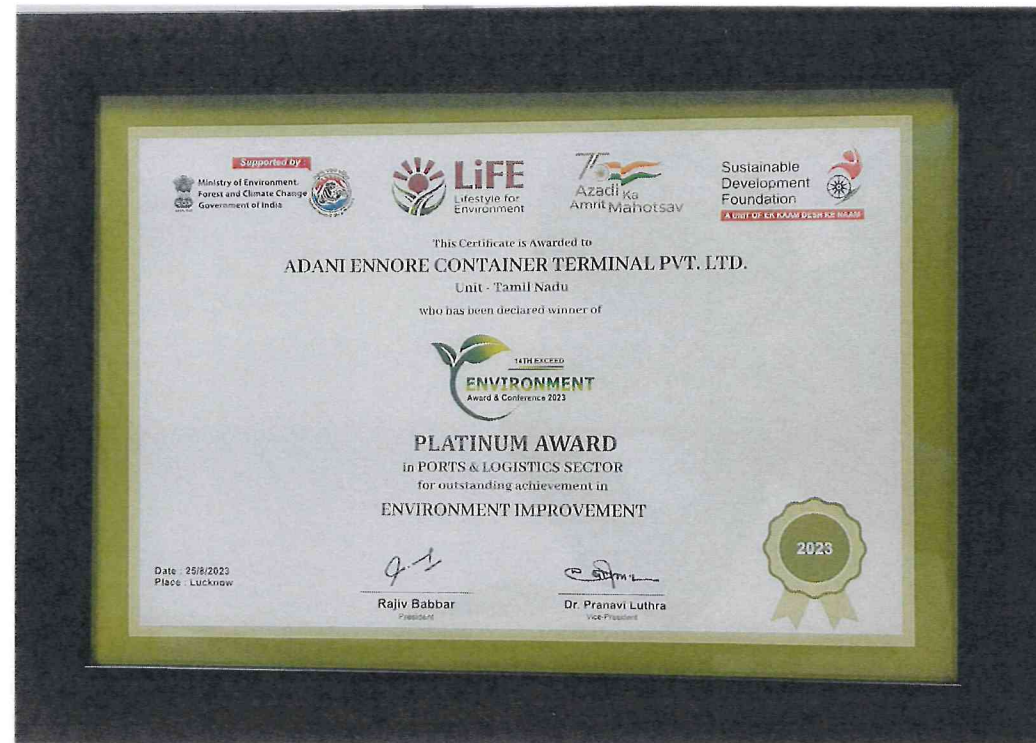 Supported by :
Ministry of Environment,
Forest and Climate Change
Government of India
LiFE
Lifestyle for
Environment
75
Azadi Ka
Amrit Mahotsav
Sustainable
Development
Foundation
A UNIT OF EK KAAM DESH KE NAAM
This Certificate is Awarded to
ADANI ENNORE CONTAINER TERMINAL PVT. LTD.
Unit - Tamil Nadu
who has been declared winner of
14TH EXCEED
ENVIRONMENT
Award & Conference 2023
PLATINUM AWARD
in PORTS & LOGISTICS SECTOR
for outstanding achievement in
ENVIRONMENT IMPROVEMENT
2023
Date : 25/8/2023
Place : Lucknow
Rajiv Babbar
President
Dr. Pranavi Luthra
Vice-President